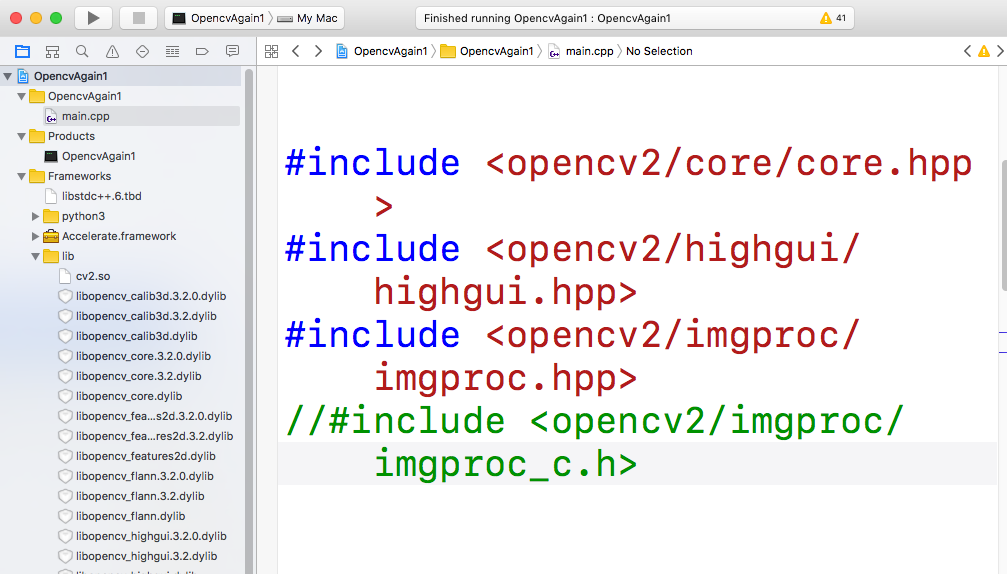 OpencvAgain1 My Mac
Finished running OpencvAgain1 : OpencvAgain1
41
OpencvAgain1 OpencvAgain1 main.cpp No Selection
OpencvAgain1
OpencvAgain1
main.cpp
Products
OpencvAgain1
Frameworks
libstdc++.6.tbd
python3
Accelerate.framework
lib
cv2.so
libopencv_calib3d.3.2.0.dylib
libopencv_calib3d.3.2.dylib
libopencv_calib3d.dylib
libopencv_core.3.2.0.dylib
libopencv_core.3.2.dylib
libopencv_core.dylib
libopencv_fea...s2d.3.2.0.dylib
libopencv_fea...res2d.3.2.dylib
libopencv_features2d.dylib
libopencv_flann.3.2.0.dylib
libopencv_flann.3.2.dylib
libopencv_flann.dylib
libopencv_highgui.3.2.0.dylib
libopencv_highgui.3.2.dylib
#include <opencv2/core/core.hpp
>
#include <opencv2/highgui/
highgui.hpp>
#include <opencv2/imgproc/
imgproc.hpp>
//#include <opencv2/imgproc/
imgproc_c.h>